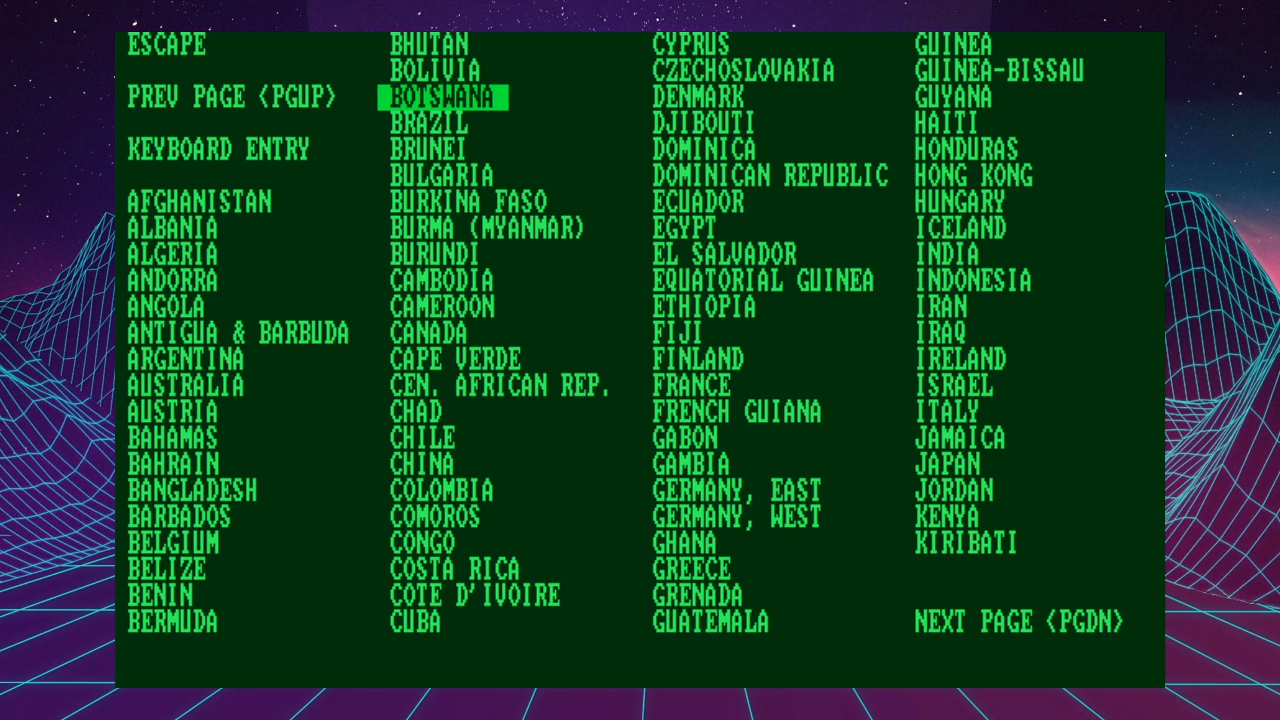 ESCAPE
PREV PAGE <PGUP>
KEYBOARD ENTRY
AFGHANISTAN
ALBANIA
ALGERIA
ANDORRA
ANGOLA
ANTIGUA & BARBUDA
ARGENTINA
AUSTRALIA
AUSTRIA
BAHAMAS
BAHRAIN
BANGLADESH
BARBADOS
BELGIUM
BELIZE
BENIN
BERMUDA
BHUTAN
BOLIVIA
BOTSWANA
BRAZIL
BRUNEI
BULGARIA
BURKINA FASO
BURMA (MYANMAR)
BURUNDI
CAMBODIA
CAMEROON
CANADA
CAPE VERDE
CEN. AFRICAN REP.
CHAD
CHILE
CHINA
COLOMBIA
COMOROS
CONGO
COSTA RICA
COTE D'IVOIRE
CUBA
CYPRUS
CZECHOSLOVAKIA
DENMARK
DJIBOUTI
DOMINICA
DOMINICAN REPUBLIC
ECUADOR
EGYPT
EL SALVADOR
EQUATORIAL GUINEA
ETHIOPIA
FIJI
FINLAND
FRANCE
FRENCH GUIANA
GABON
GAMBIA
GERMANY, EAST
GERMANY, WEST
GHANA
GREECE
GRENADA
GUATEMALA
GUINEA
GUINEA-BISSAU
GUYANA
HAITI
HONDURAS
HONG KONG
HUNGARY
ICELAND
INDIA
INDONESIA
IRAN
IRAQ
IRELAND
ISRAEL
ITALY
JAMAICA
JAPAN
JORDAN
KENYA
KIRIBATI
NEXT PAGE <PGDN>